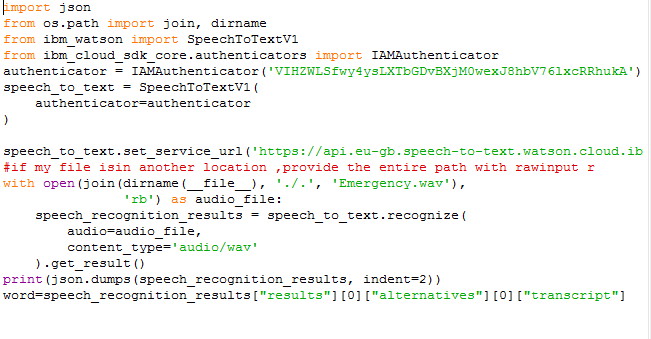 import json
from os.path import join, dirname
from ibm_watson import SpeechToTextV1
from ibm_cloud_sdk_core.authenticators import IAMAuthenticator
authenticator = IAMAuthenticator('VIHZWLSfwy4ysLXTbGDvBXjM0wexJ8hbV76lxcRRhukA')
speech_to_text = SpeechToTextV1(
    authenticator=authenticator
)
speech_to_text.set_service_url('https://api.eu-gb.speech-to-text.watson.cloud.ib
#if my file isin another location ,provide the entire path with rawinput r
with open(join(dirname(__file__), './.', 'Emergency.wav'),
               'rb') as audio_file:
    speech_recognition_results = speech_to_text.recognize(
        audio=audio_file,
        content_type='audio/wav'
    ).get_result()
print(json.dumps(speech_recognition_results, indent=2))
word=speech_recognition_results["results"][0]["alternatives"][0]["transcript"]